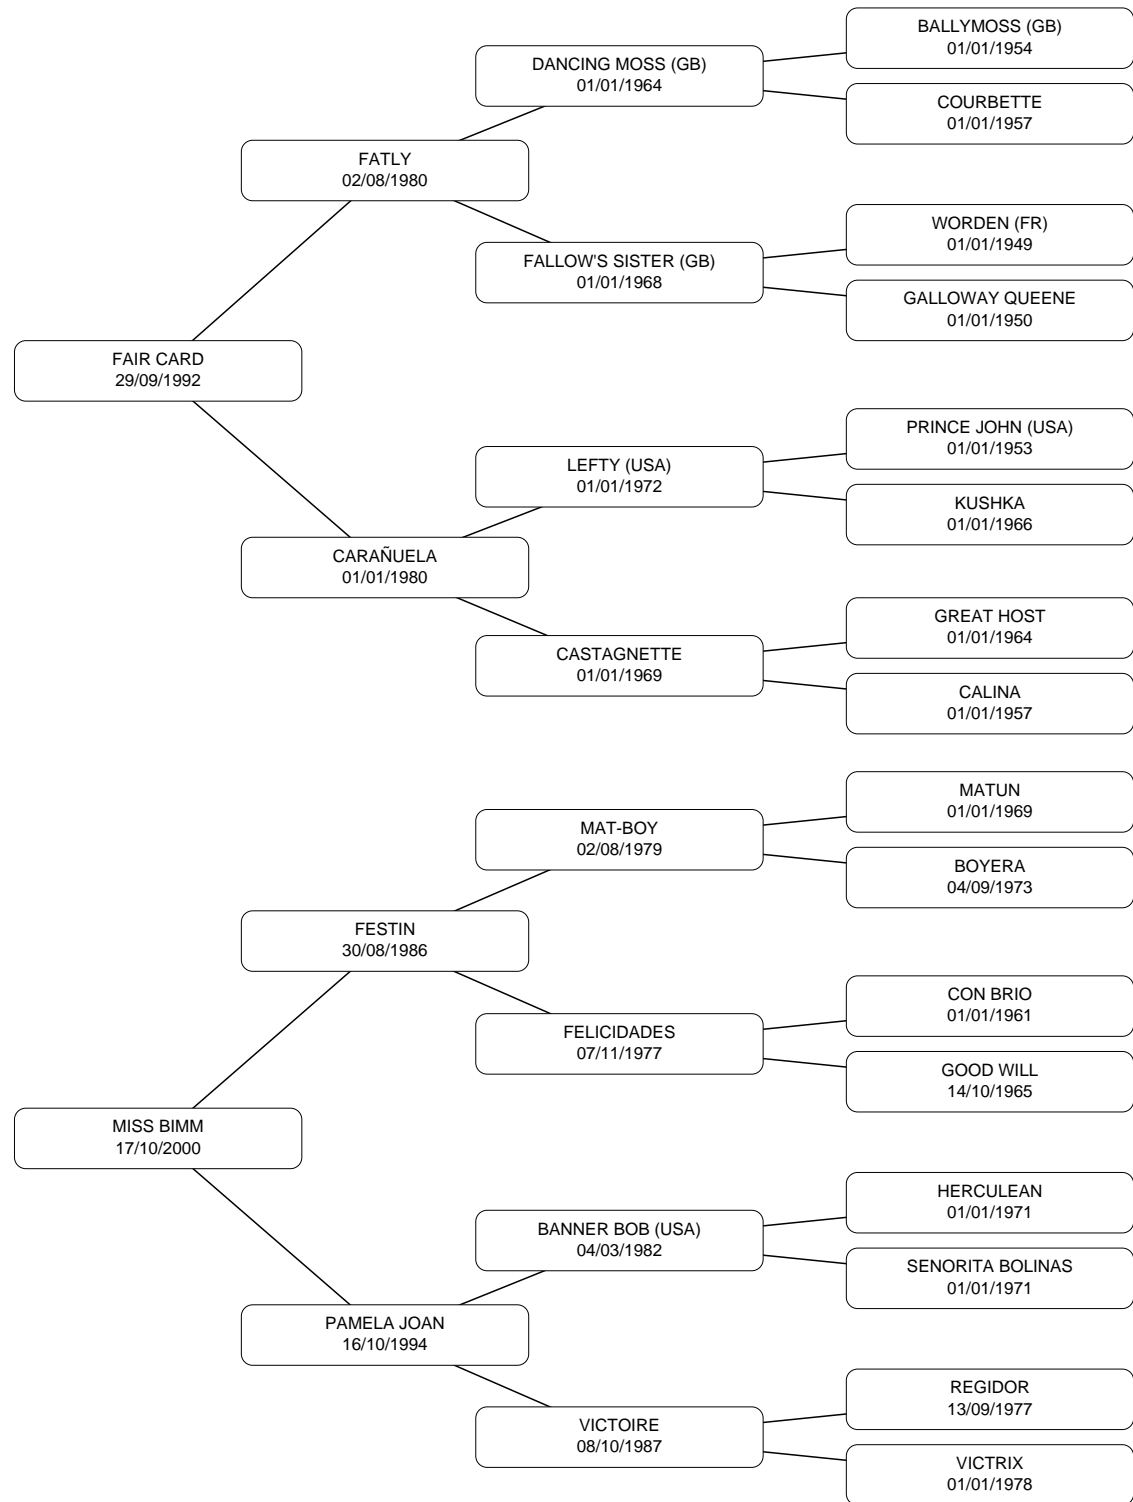 BALLYMOSS (GB)
01/01/1954
DANCING MOSS (GB)
01/01/1964
COURBETTE
01/01/1957
FATLY
02/08/1980
WORDEN (FR)
01/01/1949
FALLOW'S SISTER (GB)
01/01/1968
GALLOWAY QUEENE
01/01/1950
FAIR CARD
29/09/1992
PRINCE JOHN (USA)
01/01/1953
LEFTY (USA)
01/01/1972
KUSHKA
01/01/1966
CARAÑUELA
01/01/1980
GREAT HOST
01/01/1964
CASTAGNETTE
01/01/1969
CALINA
01/01/1957
MATUN
01/01/1969
MAT-BOY
02/08/1979
BOYERA
04/09/1973
FESTIN
30/08/1986
CON BRIO
01/01/1961
FELICIDADES
07/11/1977
GOOD WILL
14/10/1965
MISS BIMM
17/10/2000
HERCULEAN
01/01/1971
BANNER BOB (USA)
04/03/1982
SENORITA BOLINAS
01/01/1971
PAMELA JOAN
16/10/1994
REGIDOR
13/09/1977
VICTOIRE
08/10/1987
VICTRIX
01/01/1978